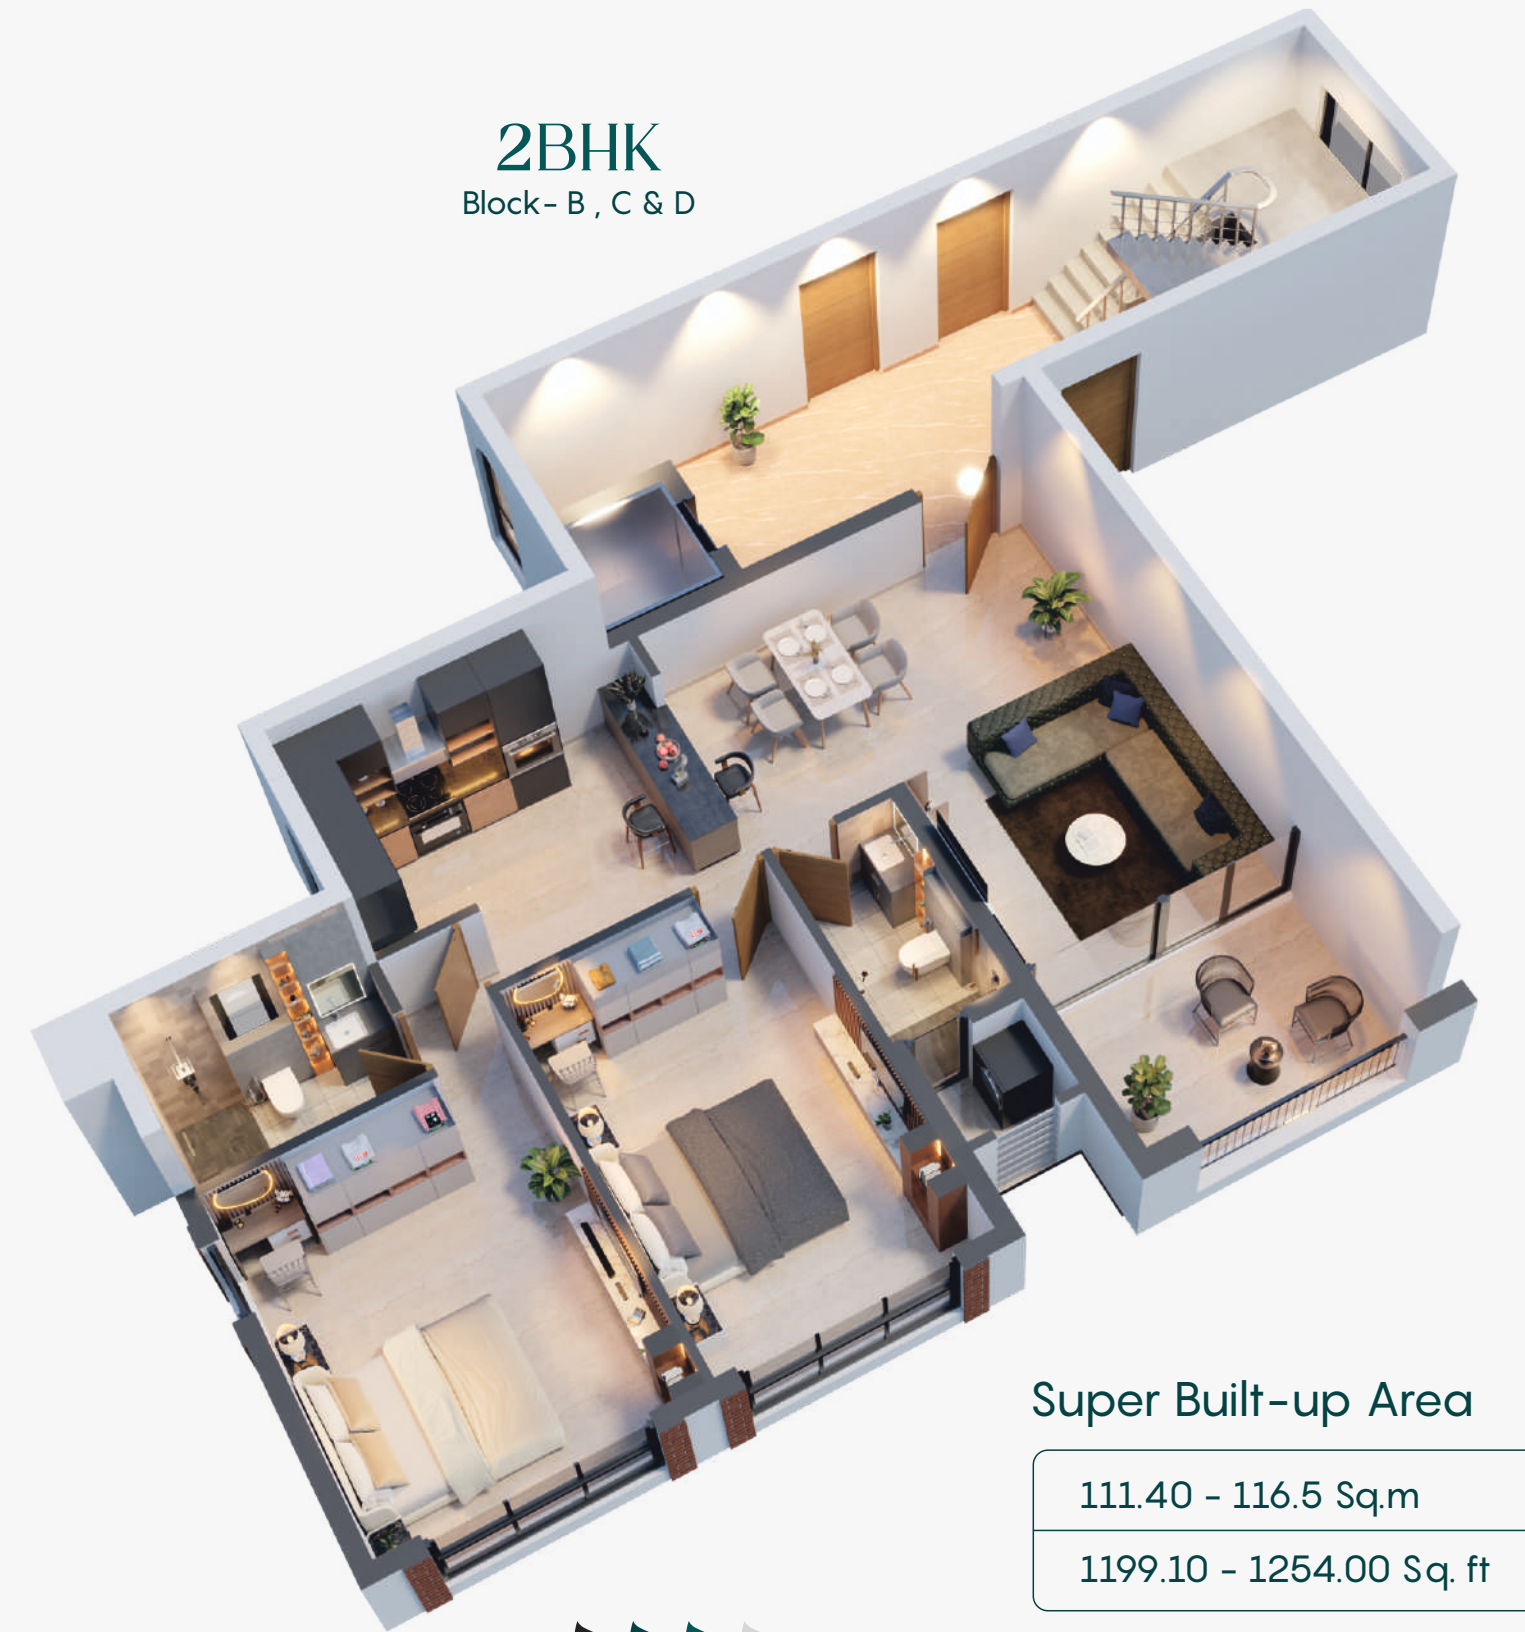 2BHK
Block- B , C & D
Super Built-up Area
111.40 - 116.5 Sq.m
1199.10 - 1254.00 Sq. ft